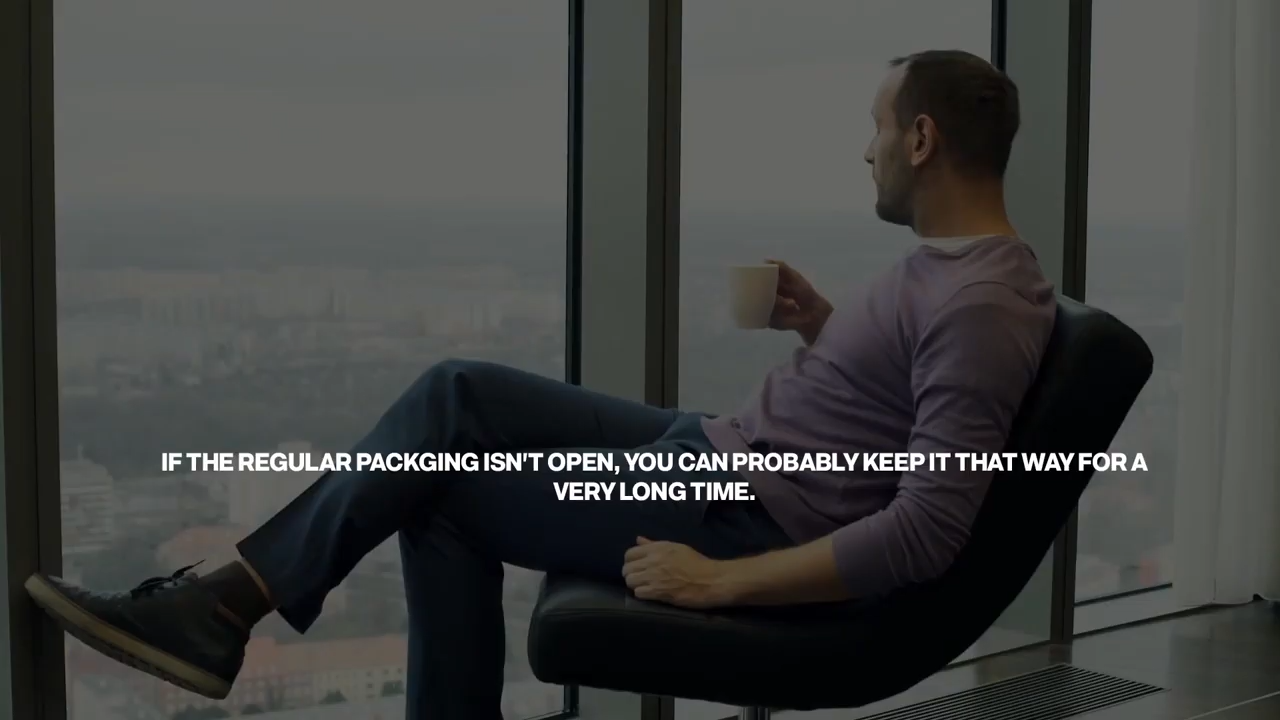 IF THE REGULAR PACKGING ISN'T OPEN, YOU CAN PROBABLY KEEP IT THAT WAY FOR A
VERY LONG TIME.